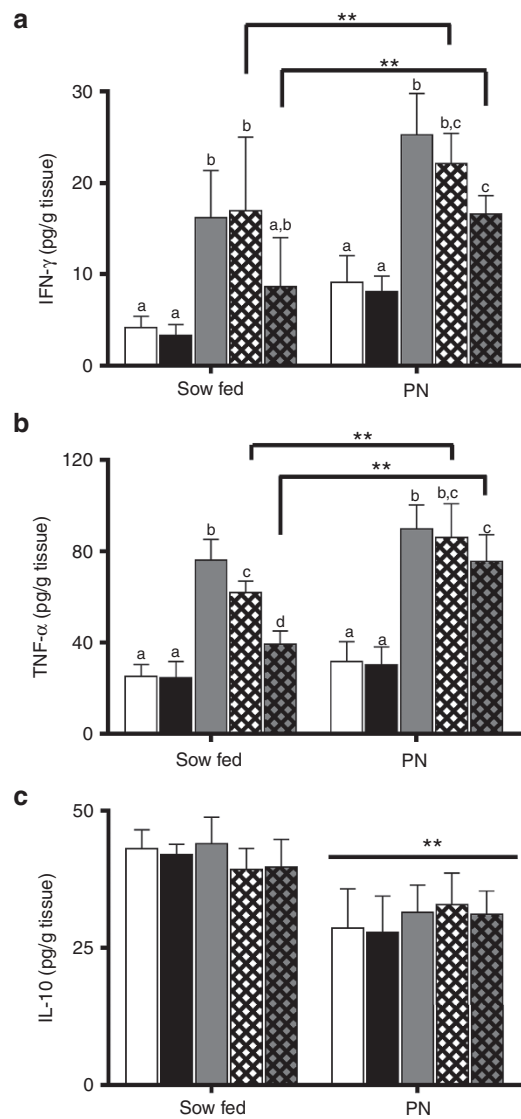 a
**
**
IFN-γ (pg/g tissue)
30
20
10
0
a
a
b
b
a,b
a
a
b
b,c
c
Sow fed
PN
b
**
**
TNF-α (pg/g tissue)
120
80
40
0
a
a
b
c
d
a
a
b
b,c
c
Sow fed
PN
c
**
IL-10 (pg/g tissue)
50
25
0
Sow fed
PN